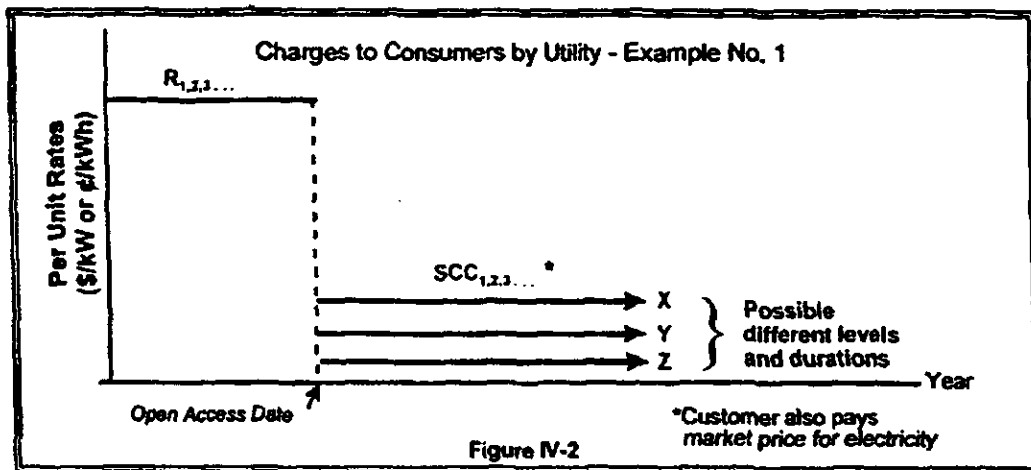 Charges to Consumers by Utility - Example No. 1
R1,2,3...
Per Unit Rates
($/kW or ¢/kWh)
SCC1,2,3... *
X
Y
Z
Possible
different levels
and durations
Year
Open Access Date
*Customer also pays
market price for electricity
Figure IV-2